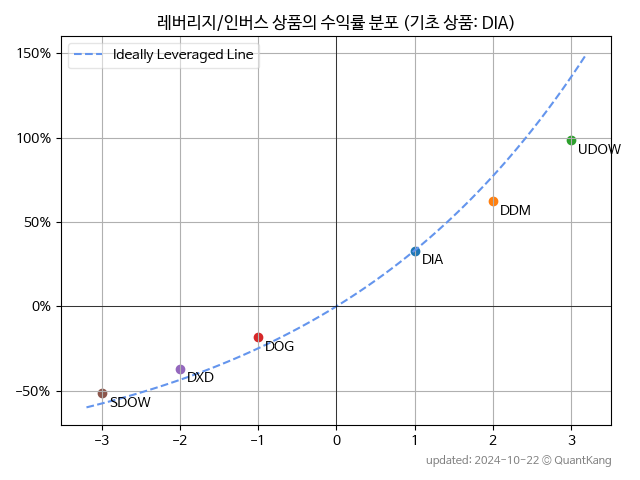 레버리지/인버스 상품의 수익률 분포 (기초 상품: DIA)
Ideally Leveraged Line
150%
100%
50%
0%
−50%
UDOW
DDM
DIA
DOG
DXD
SDOW
−3 −2 −1 0 1 2 3
updated: 2024-10-22 © QuantKang